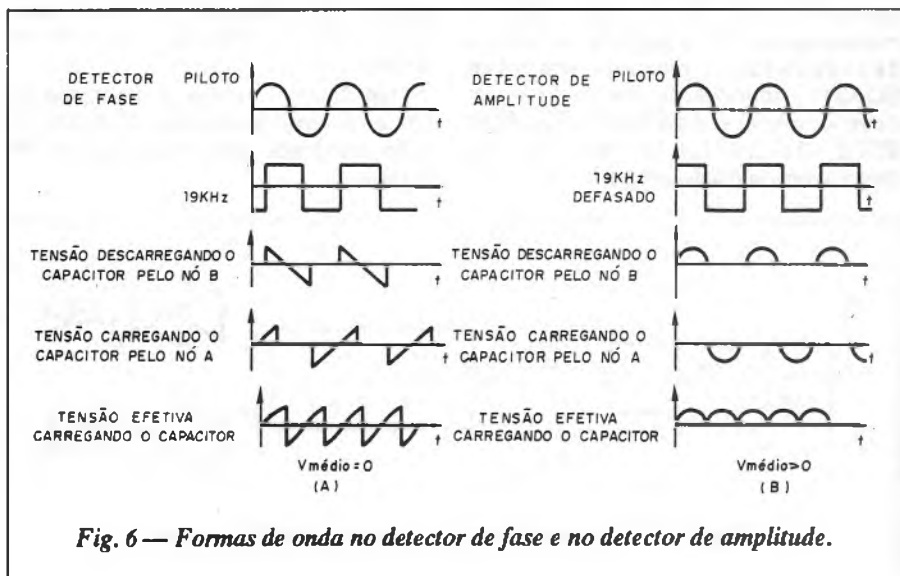 DETECTOR DE FASE
PILOTO
t
19KHz
t
TENSÃO DESCARREGANDO O
CAPACITOR PELO NÓ B
t
TENSÃO CARREGANDO O
CAPACITOR PELO NÓ A
t
TENSÃO EFETIVA
CARREGANDO O CAPACITOR
t
Vmédio = 0
(A)
DETECTOR DE
AMPLITUDE
PILOTO
t
19KHz
DEFASADO
t
TENSÃO DESCARREGANDO O
CAPACITOR PELO NÓ B
t
TENSÃO CARREGANDO O
CAPACITOR PELO NÓ A
t
TENSÃO EFETIVA
CARREGANDO O CAPACITOR
t
Vmédio>0
(B)
Fig. 6 — Formas de onda no detector de fase e no detector de amplitude.